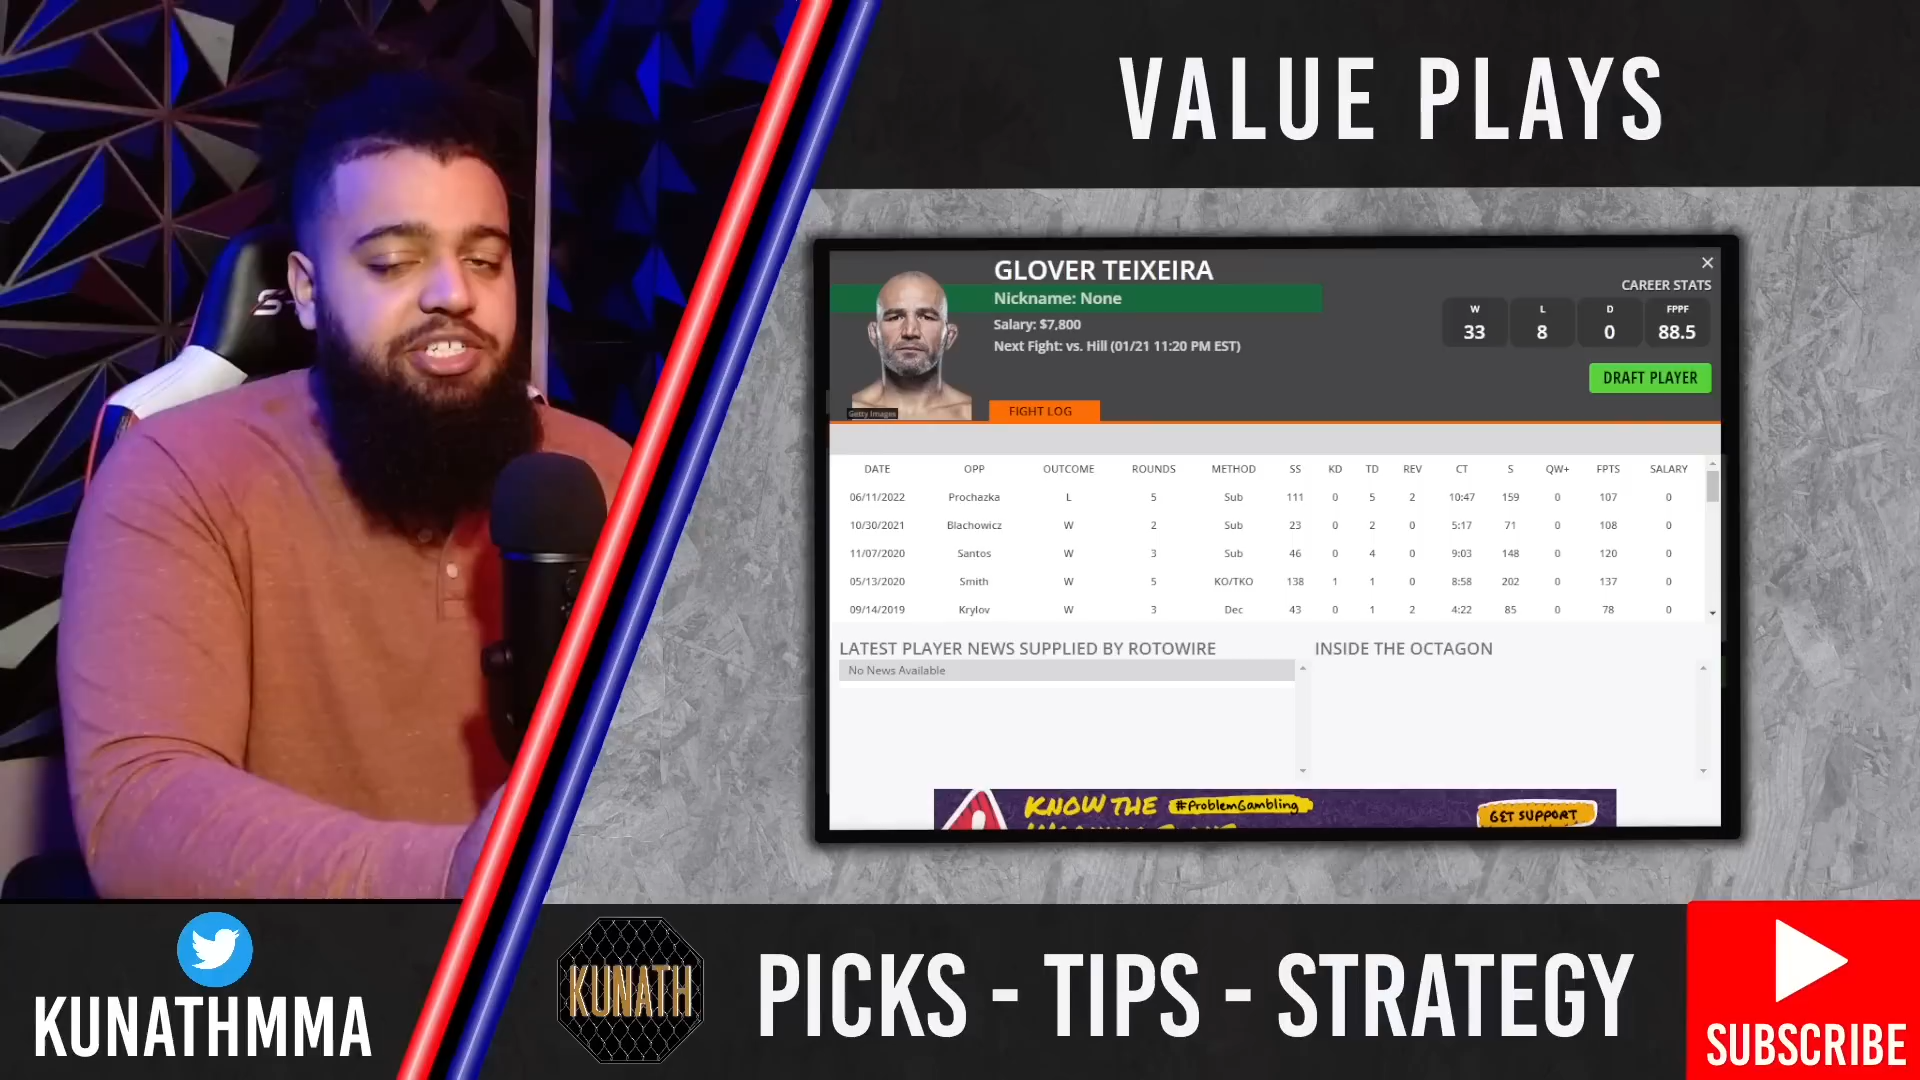 VALUE PLAYS
GLOVER TEIXEIRA
Nickname: None
Salary: $7,800
Next Fight: vs. Hill (01/21 11:20 PM EST)
CAREER STATS
W L D FPPF
33 8 0 88.5
DRAFT PLAYER
Getty Images
FIGHT LOG
DATE OPP OUTCOME ROUNDS METHOD SS KD TD REV CT S QW+ FPTS SALARY
06/11/2022 Prochazka L 5 Sub 111 0 5 2 10:47 159 0 107 0
10/30/2021 Blachowicz W 2 Sub 23 0 2 0 5:17 71 0 108 0
11/07/2020 Santos W 3 Sub 46 0 4 0 9:03 148 0 120 0
05/13/2020 Smith W 5 KO/TKO 138 1 1 0 8:58 202 0 137 0
09/14/2019 Krylov W 3 Dec 43 0 1 2 4:22 85 0 78 0
LATEST PLAYER NEWS SUPPLIED BY ROTOWIRE
No News Available
INSIDE THE OCTAGON
KNOW THE #ProblemGambling
GET SUPPORT
KUNATHMMA
KUNATH
PICKS - TIPS - STRATEGY
SUBSCRIBE